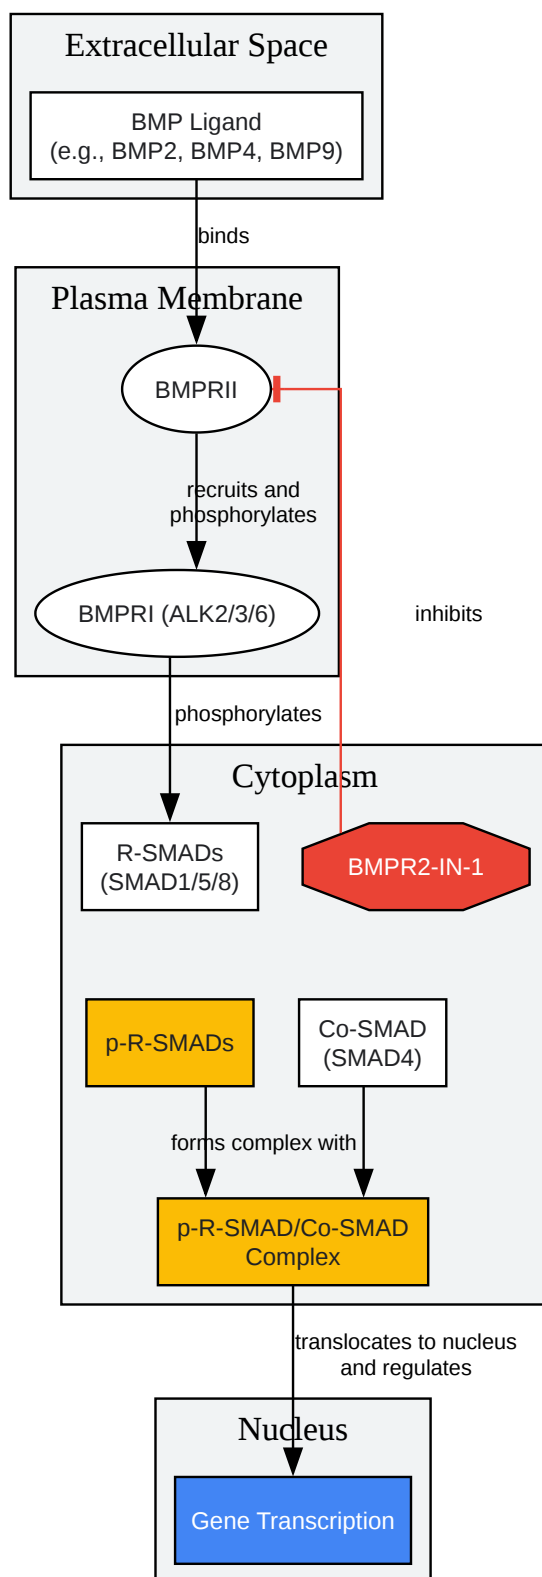 Extracellular Space
BMP Ligand
(e.g., BMP2, BMP4, BMP9)
binds
Plasma Membrane
BMPRII
recruits and
phosphorylates
BMPRI (ALK2/3/6)
inhibits
phosphorylates
Cytoplasm
R-SMADs
(SMAD1/5/8)
BMPR2-IN-1
p-R-SMADs
Co-SMAD
(SMAD4)
forms complex with
p-R-SMAD/Co-SMAD
Complex
translocates to nucleus
and regulates
Nucleus
Gene Transcription